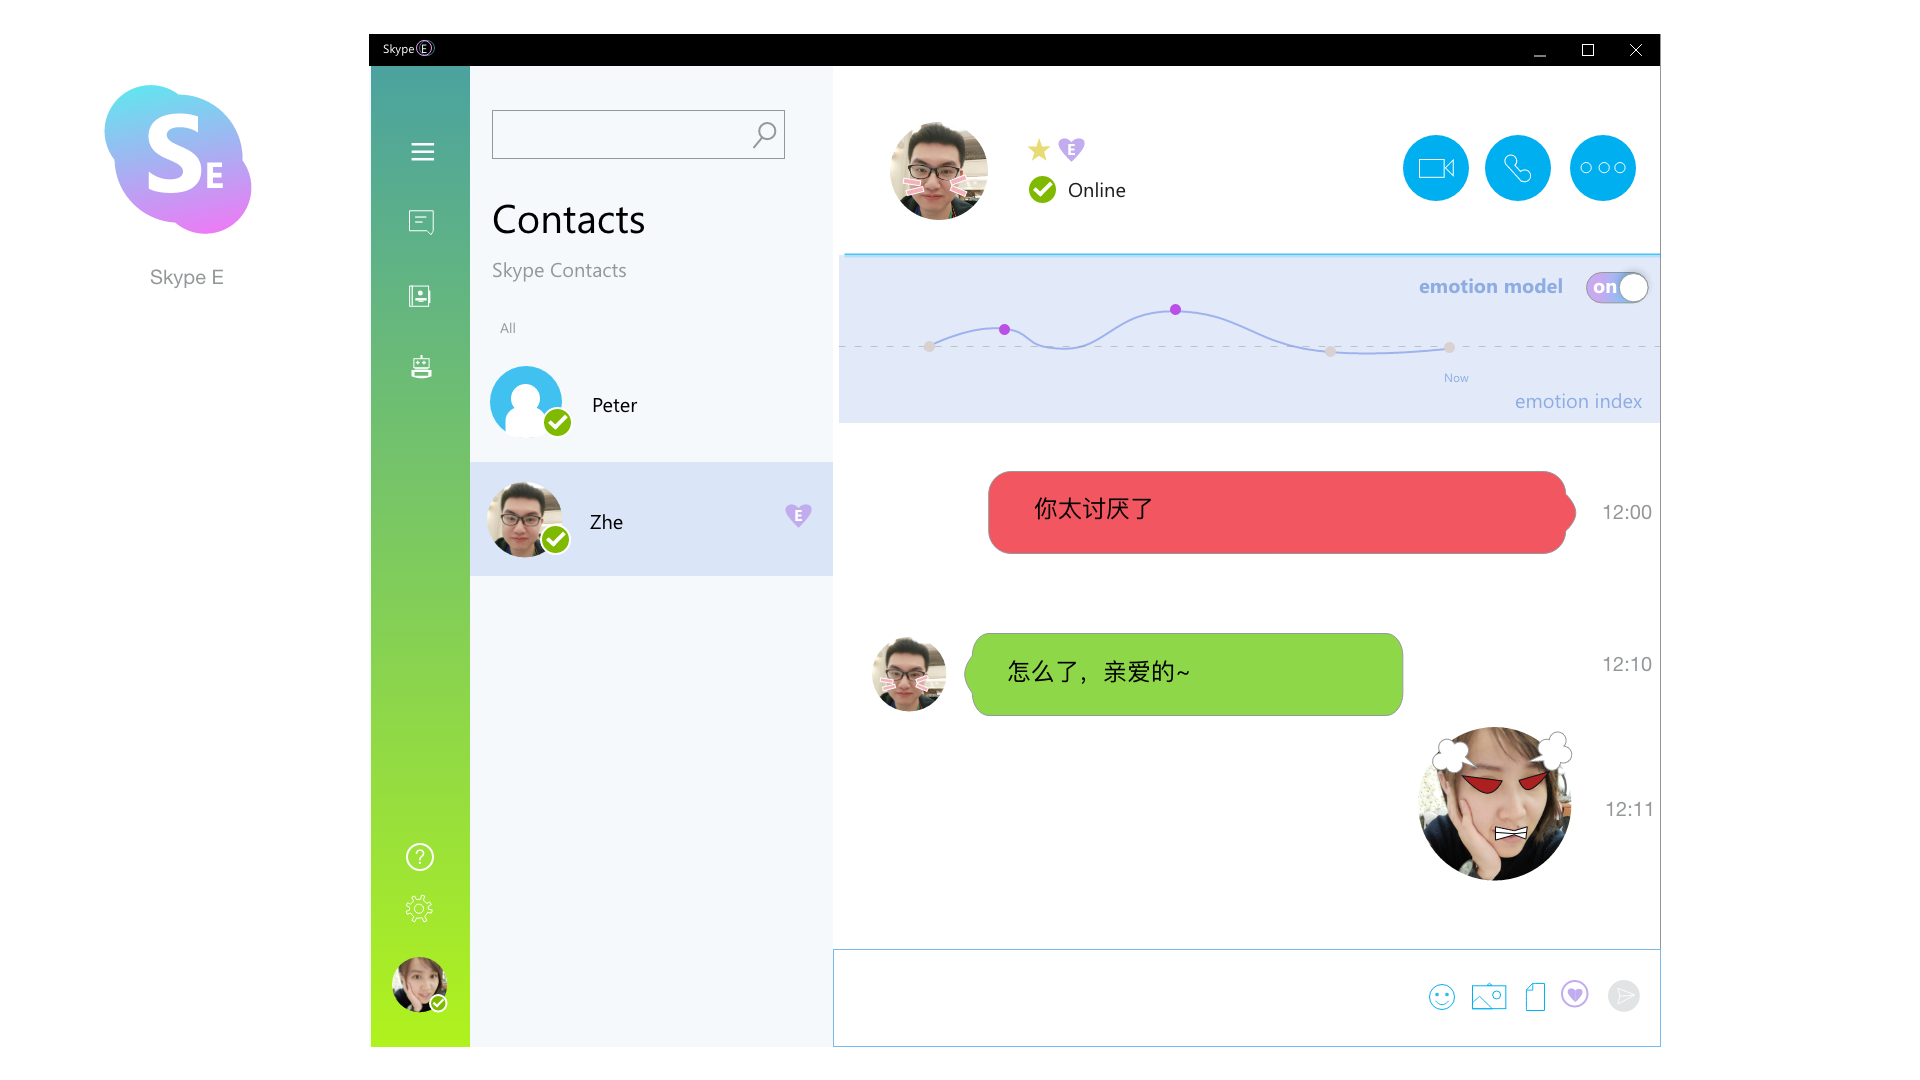 Skype E
SE
Skype E
Contacts
Skype Contacts
All
Peter
Zhe
E
E
Online
emotion model
on
Now
emotion index
你太讨厌了
12:00
怎么了，亲爱的~
12:10
12:11
?